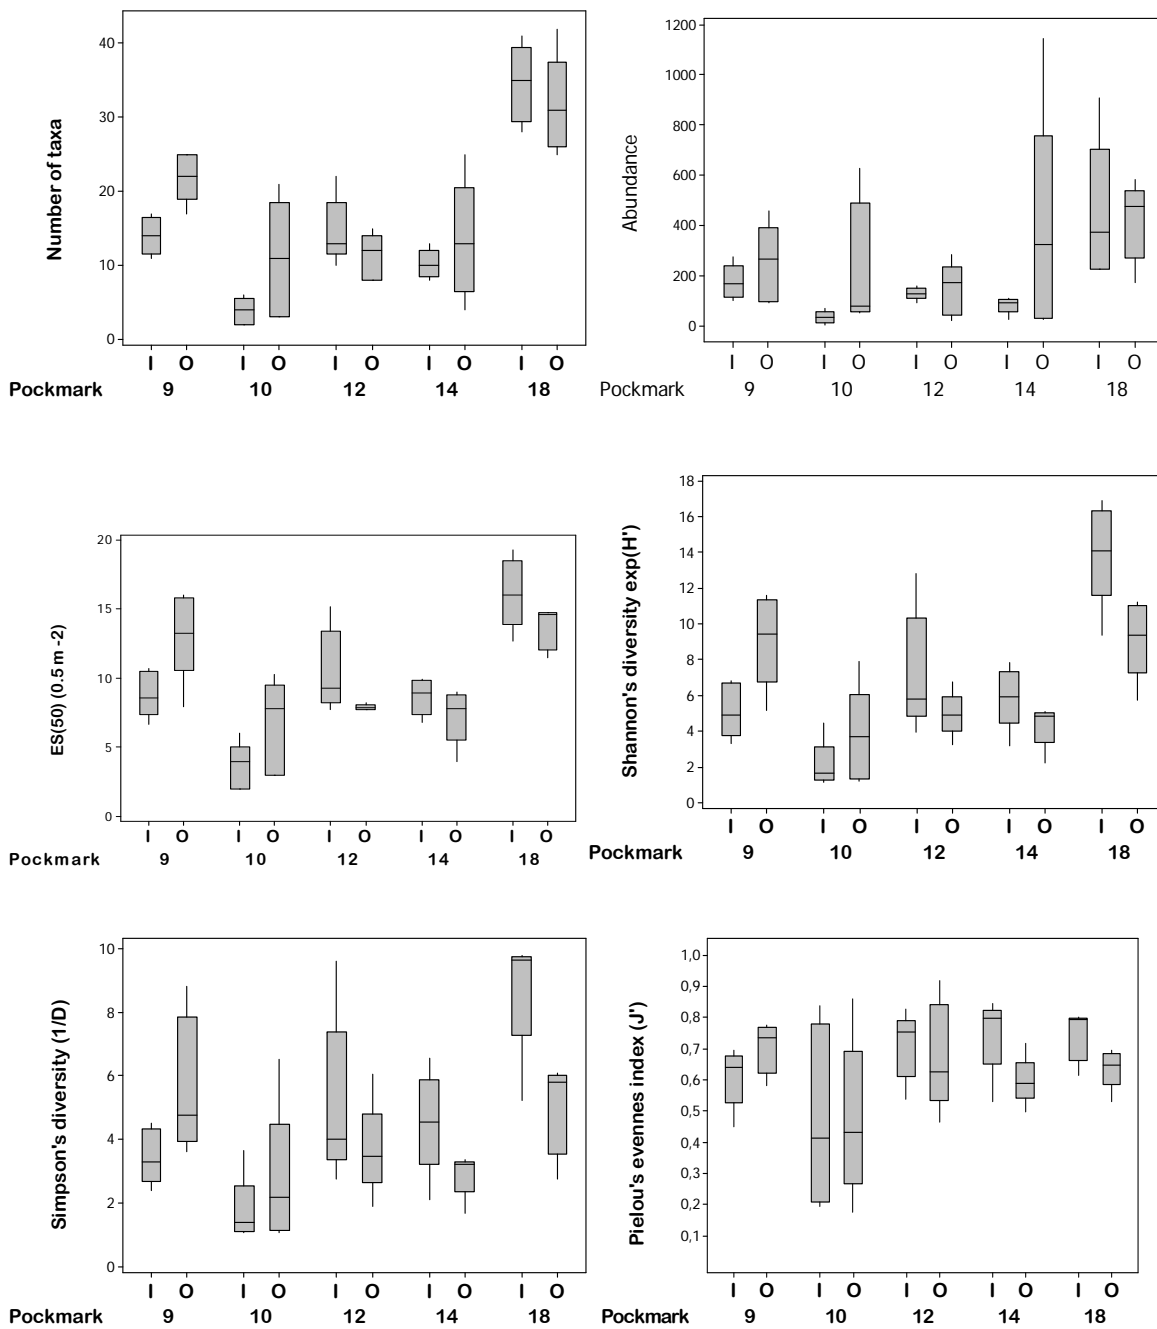 Number of taxa
40
30
20
10
0
I O I O I O I O I O
Pockmark 9 10 12 14 18
Abundance
1200
1000
800
600
400
200
0
I O I O I O I O I O
Pockmark 9 10 12 14 18
ES(50) (0.5 m -2)
20
15
10
5
0
I O I O I O I O I O
Pockmark 9 10 12 14 18
Shannon's diversity exp(H')
18
16
14
12
10
8
6
4
2
0
I O I O I O I O I O
Pockmark 9 10 12 14 18
Simpson's diversity (1/D)
10
8
6
4
2
0
I O I O I O I O I O
Pockmark 9 10 12 14 18
Pielou's evennes index (J')
1,0
0,9
0,8
0,7
0,6
0,5
0,4
0,3
0,2
0,1
I O I O I O I O I O
Pockmark 9 10 12 14 18